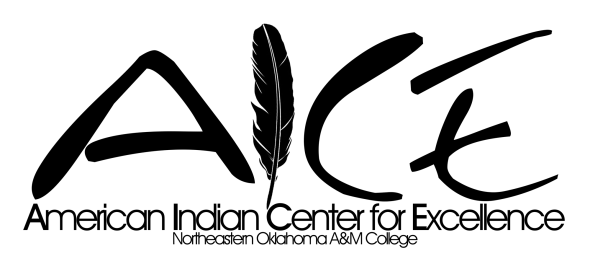 AICE
American Indian Center for Excellence
Northeastern Oklahoma A&M College